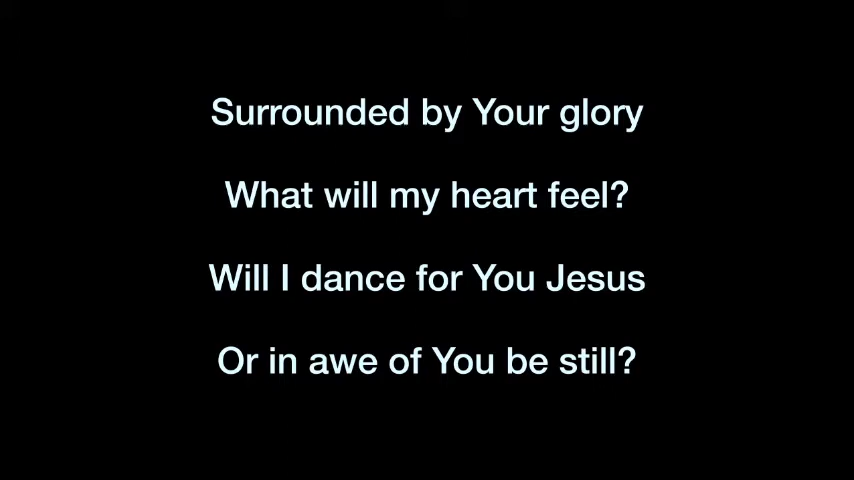 Surrounded by Your glory
What will my heart feel?
Will I dance for You Jesus
Or in awe of You be still?